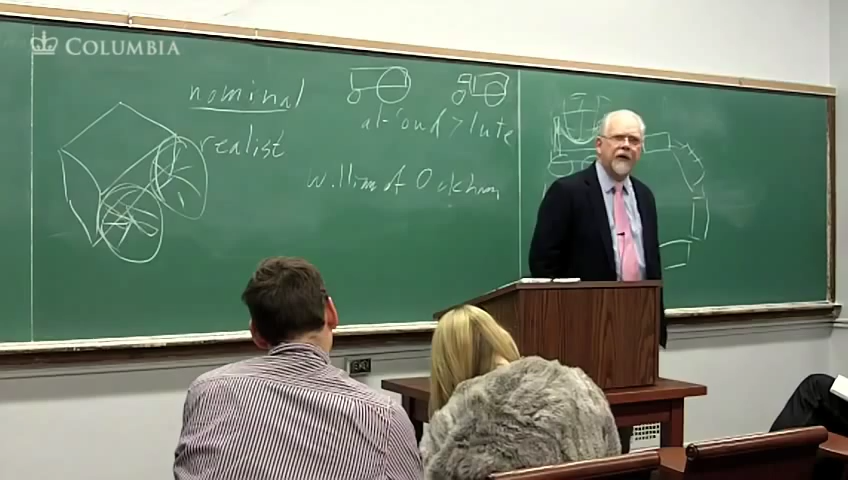 COLUMBIA
nominal
realist
al-'oud > lute
William of Ockham